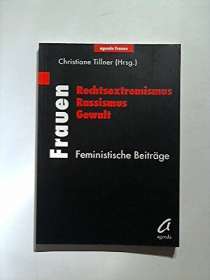 agenda Frauen
Christiane Tillner (Hrsg.)
Frauen
Rechtsextremismus
Rassismus
Gewalt
Feministische Beiträge
a
agenda